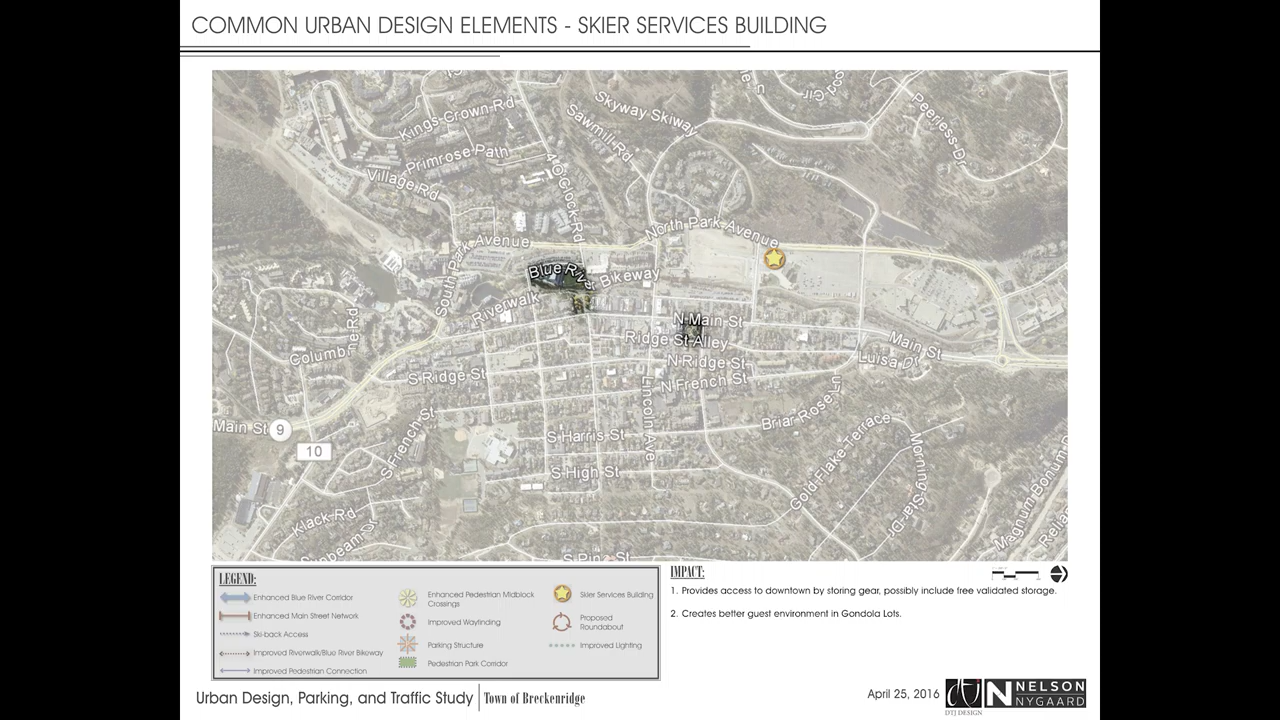 COMMON URBAN DESIGN ELEMENTS - SKIER SERVICES BUILDING
Kings Crown Rd
Skyway Skiway
Peerless Dr
Sawmill Rd
Primrose Path
4 O'Clock Rd
Village Rd
North Park Avenue
South Park Avenue
Blue River Bikeway
Riverwalk
N Main St
Ridge St Alley
Main St
Columbine Rd
N Ridge St
Luisa Dr
S Ridge St
N French St
Lincoln Ave
Briar Rose Ln
S French St
Main St 9
10
S Harris St
Gold Flake Terrace
Morning Star Dr
S High St
Klack Rd
Sunbeam Dr
S Pine St
LEGEND:
Enhanced Blue River Corridor
Enhanced Main Street Network
Ski-back Access
Improved Riverwalk/Blue River Bikeway
Improved Pedestrian Connection
Enhanced Pedestrian Midblock
Crossings
Improved Wayfinding
Parking Structure
Pedestrian Park Corridor
Skier Services Building
Proposed
Roundabout
Improved Lighting
IMPACT:
1. Provides access to downtown by storing gear, possibly include free validated storage.
2. Creates better guest environment in Gondola Lots.
Urban Design, Parking, and Traffic Study Town of Breckenridge
April 25, 2016
DTJ DESIGN
N NELSON
NYGAARD